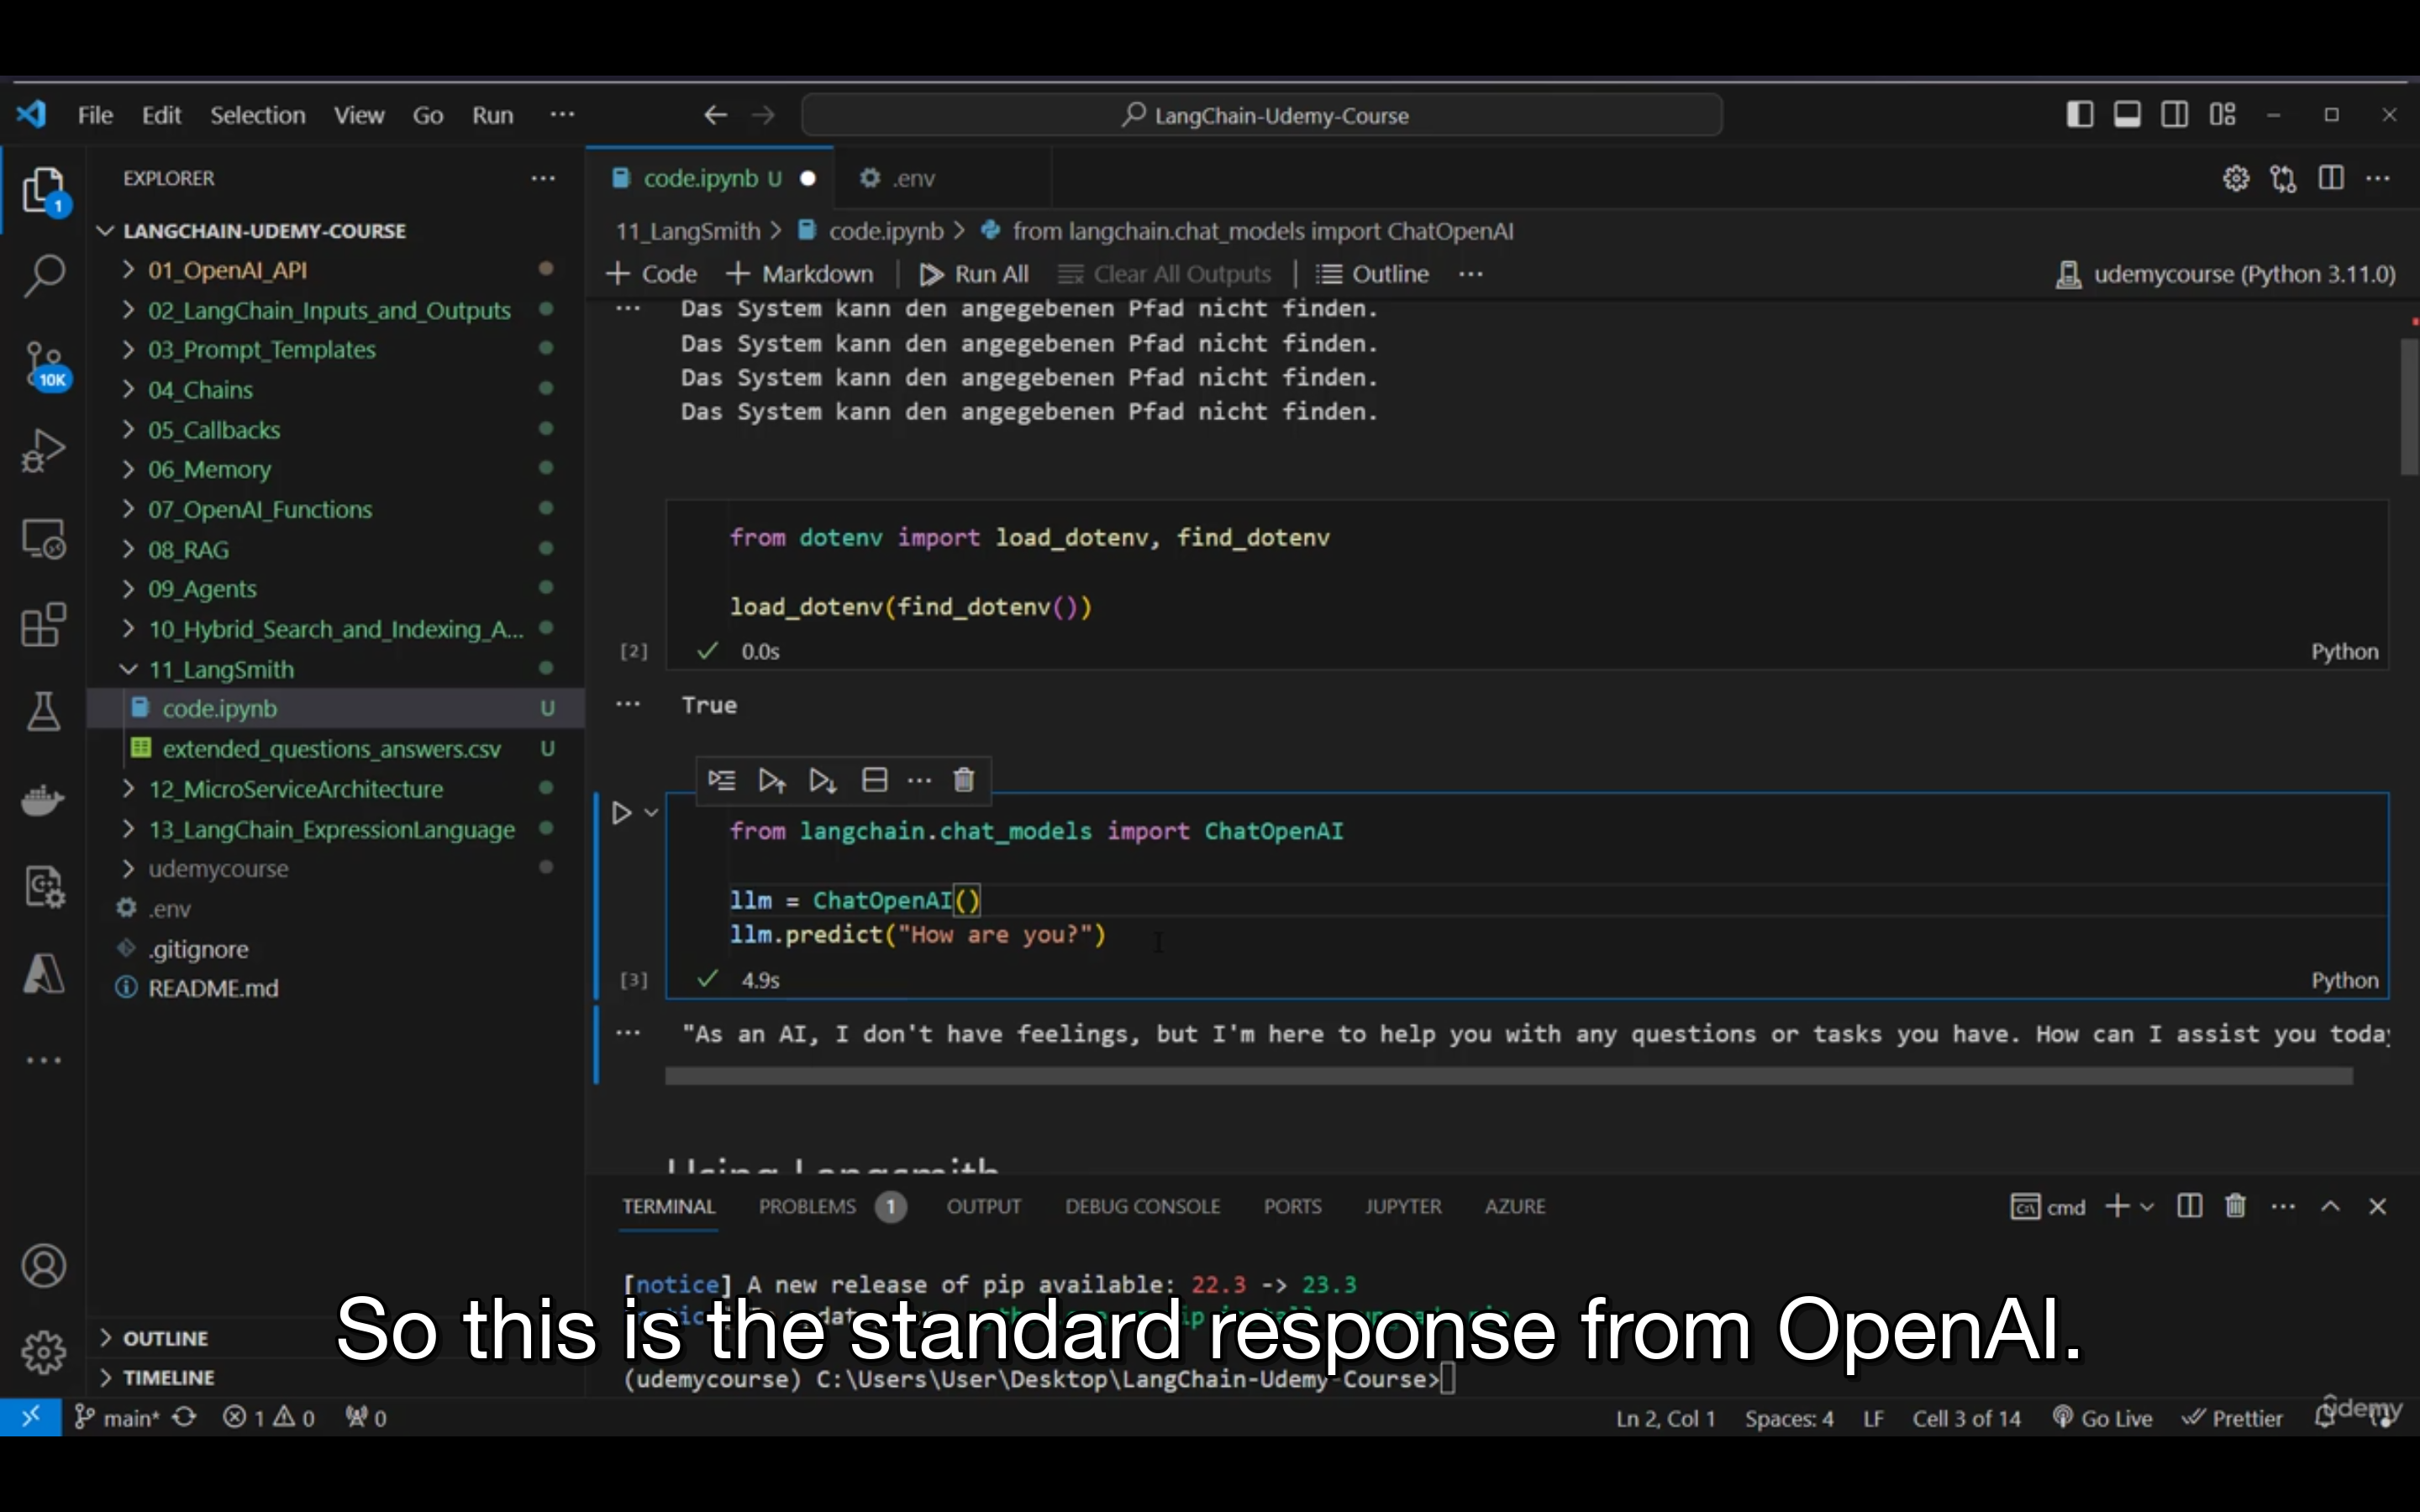 File Edit Selection View Go Run ...
LangChain-Udemy-Course
EXPLORER
LANGCHAIN-UDEMY-COURSE
01_OpenAI_API
02_LangChain_Inputs_and_Outputs
03_Prompt_Templates
04_Chains
05_Callbacks
06_Memory
07_OpenAI_Functions
08_RAG
09_Agents
10_Hybrid_Search_and_Indexing_A...
11_LangSmith
code.ipynb U
extended_questions_answers.csv U
12_MicroServiceArchitecture
13_LangChain_ExpressionLanguage
udemycourse
.env
.gitignore
README.md
OUTLINE
TIMELINE
1
10K
code.ipynb U
.env
11_LangSmith > code.ipynb > from langchain.chat_models import ChatOpenAI
+ Code + Markdown Run All Clear All Outputs Outline ...
udemycourse (Python 3.11.0)
Das System kann den angegebenen Pfad nicht finden.
Das System kann den angegebenen Pfad nicht finden.
Das System kann den angegebenen Pfad nicht finden.
Das System kann den angegebenen Pfad nicht finden.
from dotenv import load_dotenv, find_dotenv
load_dotenv(find_dotenv())
[2] 0.0s Python
True
from langchain.chat_models import ChatOpenAI
llm = ChatOpenAI()
llm.predict("How are you?")
[3] 4.9s Python
"As an AI, I don't have feelings, but I'm here to help you with any questions or tasks you have. How can I assist you today
Using Langsmith
TERMINAL PROBLEMS 1 OUTPUT DEBUG CONSOLE PORTS JUPYTER AZURE
cmd
[notice] A new release of pip available: 22.3 -> 23.3
So this is the standard response from OpenAI.
(udemycourse) C:\Users\User\Desktop\LangChain-Udemy-Course>
main* 1 0 0
Ln 2, Col 1 Spaces: 4 LF Cell 3 of 14 Go Live Prettier
udemy